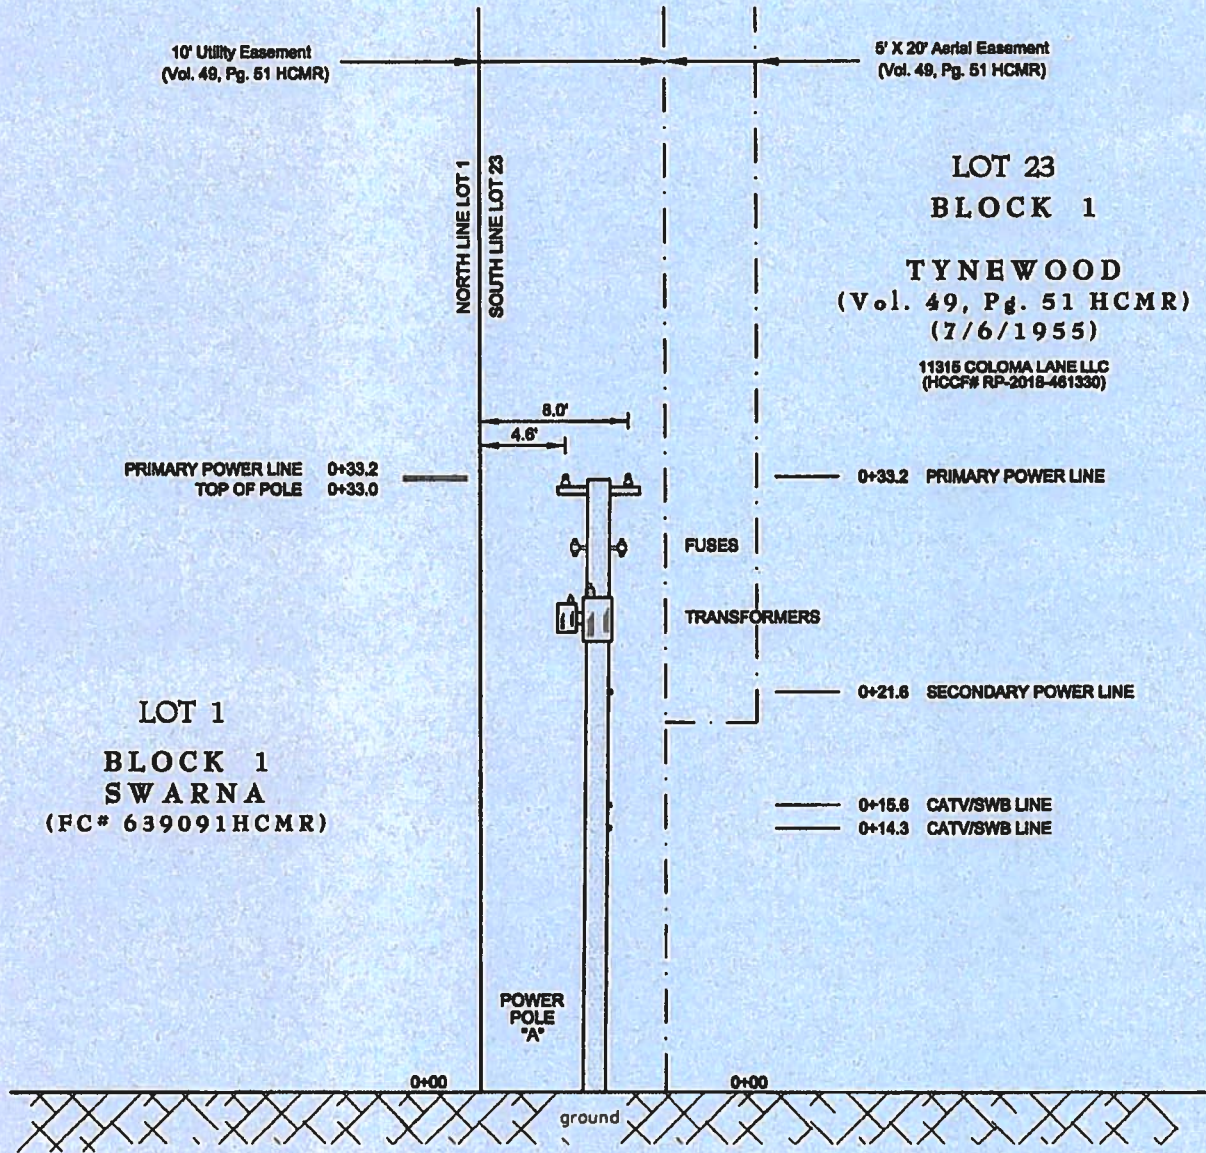 10' Utility Easement
(Vol. 49, Pg. 51 HCMR)
5' X 20' Aerial Easement
(Vol. 49, Pg. 51 HCMR)
NORTH LINE LOT 1
SOUTH LINE LOT 23
LOT 23
BLOCK 1
TYNEWOOD
(Vol. 49, Pg. 51 HCMR)
(7/6/1955)
11315 COLOMA LANE LLC
(HCCF# RP-2018-461330)
8.0'
4.6'
PRIMARY POWER LINE 0+33.2
TOP OF POLE 0+33.0
0+33.2 PRIMARY POWER LINE
FUSES
TRANSFORMERS
0+21.6 SECONDARY POWER LINE
LOT 1
BLOCK 1
SWARNA
(FC# 639091HCMR)
0+15.6 CATV/SWB LINE
0+14.3 CATV/SWB LINE
POWER
POLE
"A"
0+00
0+00
ground